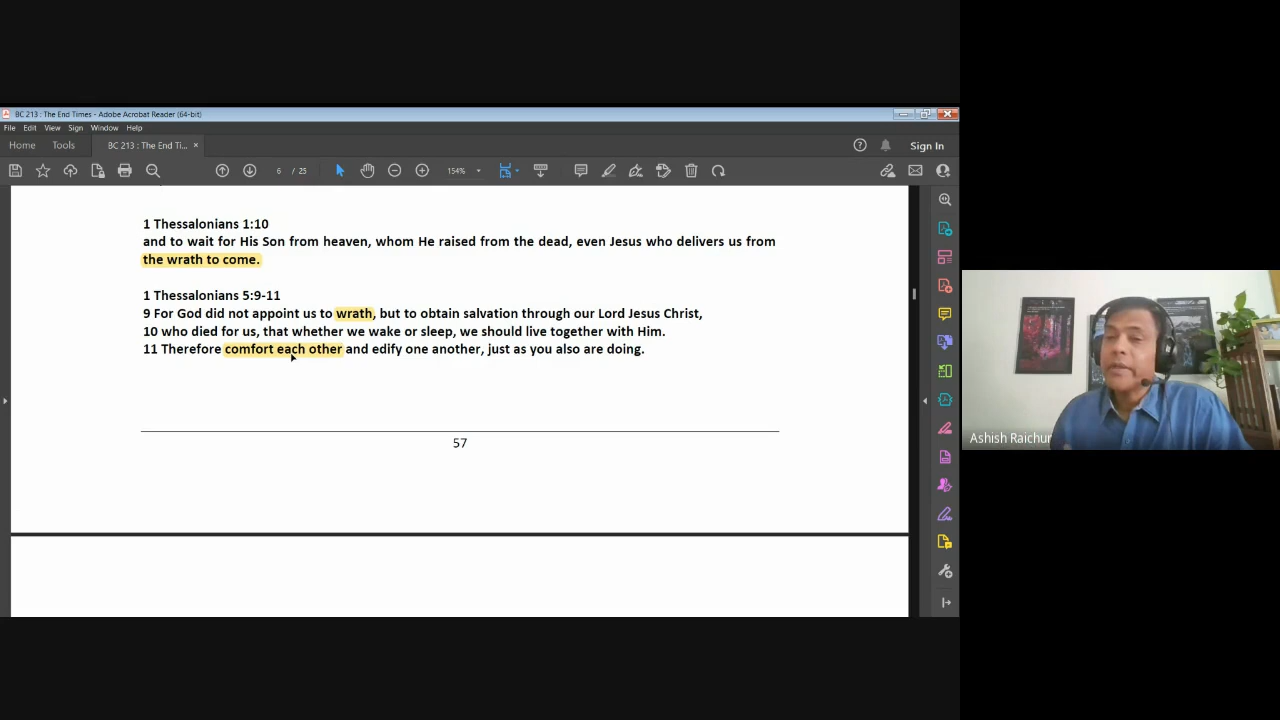 BC 213 : The End Times - Adobe Acrobat Reader (64-bit)
File Edit View Sign Window Help
Home Tools BC 213 : The End Ti... × Sign In
6 / 25 154%
1 Thessalonians 1:10
and to wait for His Son from heaven, whom He raised from the dead, even Jesus who delivers us from
the wrath to come.
1 Thessalonians 5:9-11
9 For God did not appoint us to wrath, but to obtain salvation through our Lord Jesus Christ,
10 who died for us, that whether we wake or sleep, we should live together with Him.
11 Therefore comfort each other and edify one another, just as you also are doing.
57
Ashish Raichur